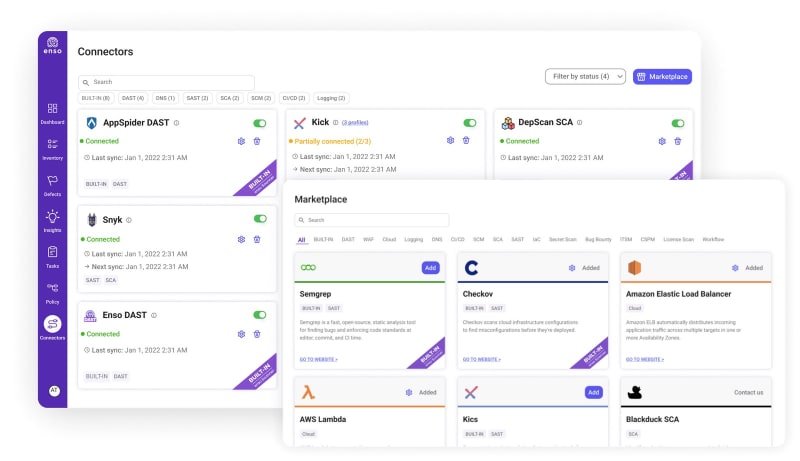 enso
Connectors
Search
Filter by status (4)
Marketplace
BUILT-IN (8) DAST (4) DNS (1) SAST (2) SCA (2) SCM (2) CI/CD (2) Logging (2)
Dashboard
Inventory
Defects
Insights
Tasks
Policy
Connectors
AT
AppSpider DAST
Connected
Last sync: Jan 1, 2022 2:31 AM
BUILT-IN DAST
BUILT-IN
Kick (3 profiles)
Partially connected (2/3)
Last sync: Jan 1, 2022 2:31 AM
Next sync: Jan 1, 2022 2:31 AM
DepScan SCA
Connected
Last sync: Jan 1, 2022 2:31 AM
BUILT-IN
Snyk
Connected
Last sync: Jan 1, 2022 2:31 AM
Next sync: Jan 1, 2022 2:31 AM
SAST SCA
Enso DAST
Connected
Last sync: Jan 1, 2022 2:31 AM
BUILT-IN DAST
BUILT-IN
Marketplace
Search
All BUILT-IN DAST WAF Cloud Logging DNS CI/CD SCM SCA SAST IaC Secret Scan Bug Bounty ITSM CSPM License Scan Workflow
Add
Semgrep
BUILT-IN SAST
Semgrep is a fast, open-source, static analysis tool
for finding bugs and enforcing code standards at
editor, commit, and CI time
GO TO WEBSITE >
BUILT-IN
Added
Checkov
BUILT-IN SAST
Checkov scans cloud infrastructure configurations
to find misconfigurations before they're deployed.
GO TO WEBSITE >
BUILT-IN
Added
Amazon Elastic Load Balancer
Cloud
Amazon ELB automatically distributes incoming
application traffic across multiple targets in one or
more Availability Zones.
GO TO WEBSITE >
Added
AWS Lambda
Cloud
Add
Kics
BUILT-IN SAST
Contact us
Blackduck SCA
SCA